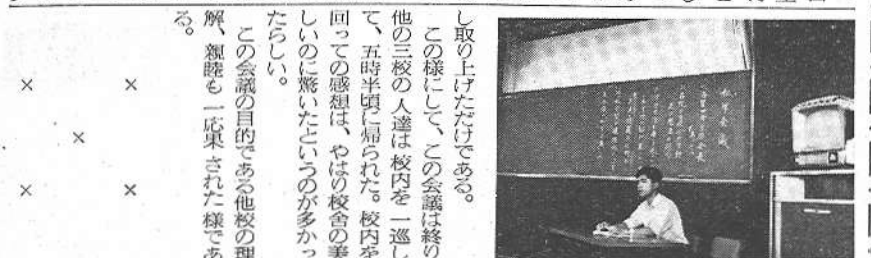 し取り上げただけである。
この様にして、この会議は終り
他の三校の人達は校内を一巡し
て、五時半頃に帰られた。校内を
回っての感想は、やはり校舎の美
しいのに驚いたというのが多かっ
たらしい。
この会議の目的である他校の理
解、親睦も一応果された様であ
る。